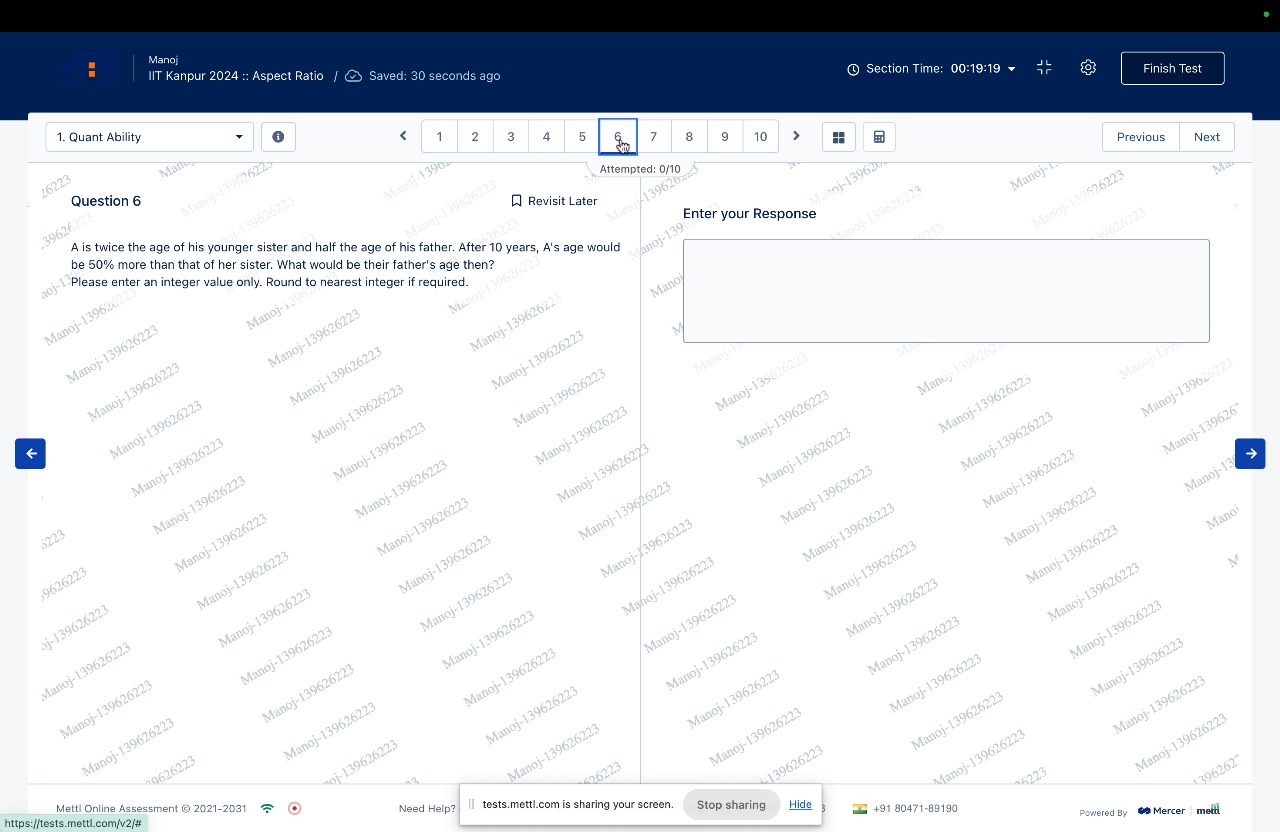 Manoj
IIT Kanpur 2024 :: Aspect Ratio / Saved: 30 seconds ago
Section Time: 00:19:19
Finish Test
1. Quant Ability
1 2 3 4 5 6 7 8 9 10
Previous Next
Attempted: 0/10
Question 6
Revisit Later
A is twice the age of his younger sister and half the age of his father. After 10 years, A's age would
be 50% more than that of her sister. What would be their father's age then?
Please enter an integer value only. Round to nearest integer if required.
Enter your Response
Manoj-139626223
Mettl Online Assessment © 2021-2031
Need Help?
tests.mettl.com is sharing your screen.
Stop sharing
Hide
+91 80471-89190
Powered By Mercer mettl
https://tests.mettl.com/v2/#